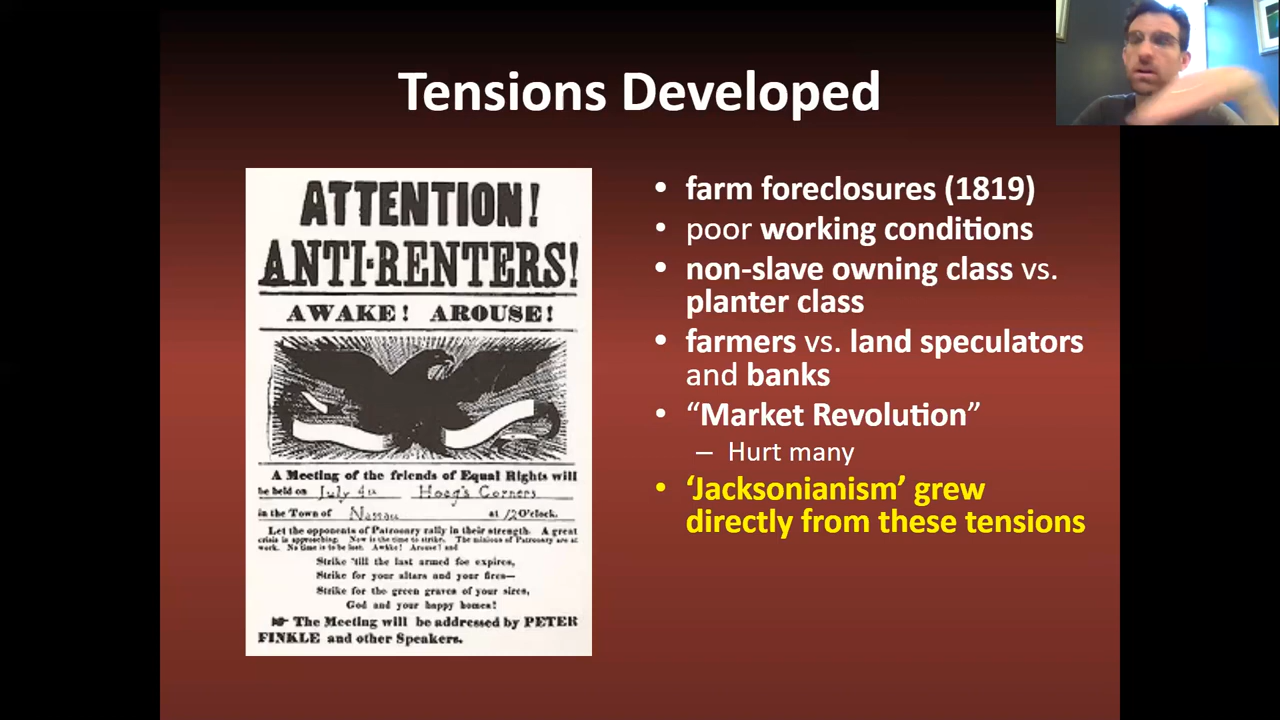 Tensions Developed
ATTENTION!
ANTI-RENTERS!
AWAKE! AROUSE!
A Meeting of the friends of Equal Rights will
be held on July 4th Hoag's Corners
in the Town of Nassau at 12 O'clock.
Let the opponents of Patroonry rally in their strength. A great
crisis is approaching. Now is the time to strike. The minions of Patroonry are at
work. No time is to be lost. Awake! Arouse! and
Strike 'till the last armed foe expires,
Strike for your altars and your fires—
Strike for the green graves of your sires,
God and your happy homes!
☛ The Meeting will be addressed by PETER
FINKLE and other Speakers.
• farm foreclosures (1819)
• poor working conditions
• non-slave owning class vs.
planter class
• farmers vs. land speculators
and banks
• “Market Revolution”
– Hurt many
• ‘Jacksonianism’ grew
directly from these tensions